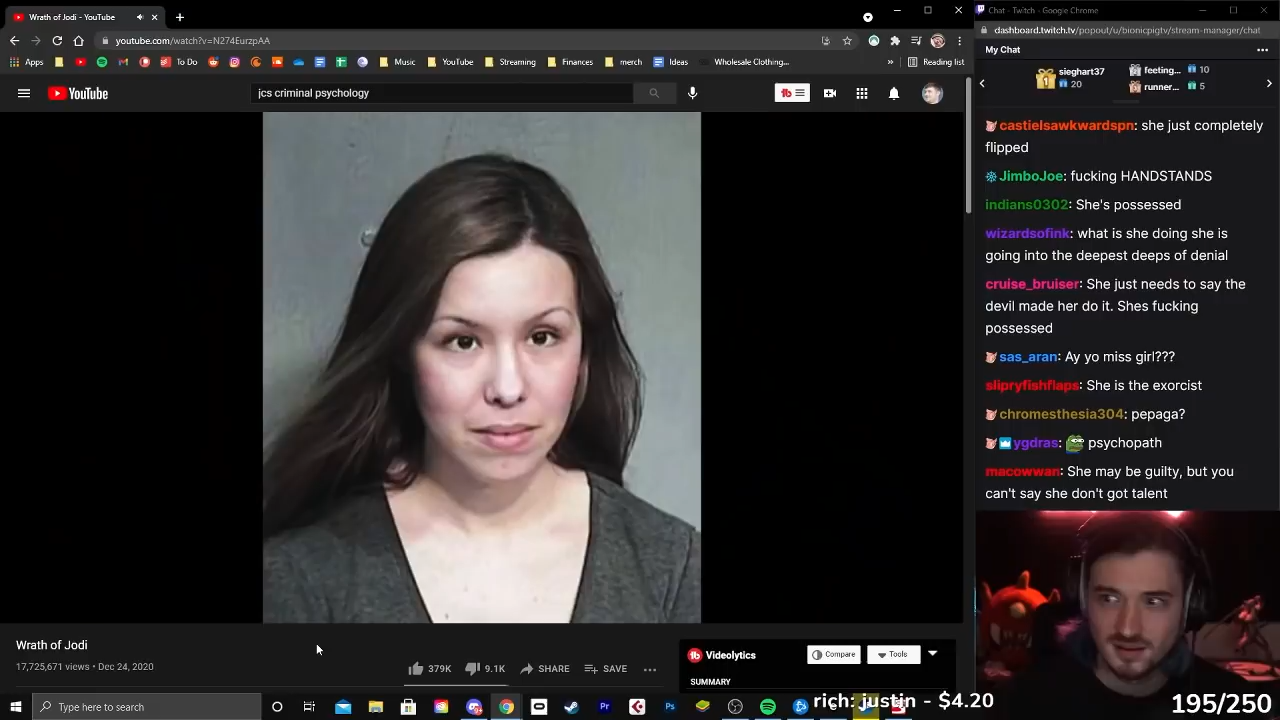 Wrath of Jodi - YouTube
Chat - Twitch - Google Chrome
youtube.com/watch?v=N274EurzpAA
dashboard.twitch.tv/popout/u/bionicpigtv/stream-manager/chat
Apps
To Do
Music
YouTube
Streaming
Finances
merch
Ideas
Wholesale Clothing...
»
Reading list
My Chat
YouTube
jcs criminal psychology
sieghart37
20
feeting...
10
runner...
5
castielsawkwardspn: she just completely
flipped
JimboJoe: fucking HANDSTANDS
indians0302: She's possessed
wizardsofink: what is she doing she is
going into the deepest deeps of denial
cruise_bruiser: She just needs to say the
devil made her do it. Shes fucking
possessed
sas_aran: Ay yo miss girl???
slipryfishflaps: She is the exorcist
chromesthesia304: pepaga?
ygdras: psychopath
macowwan: She may be guilty, but you
can't say she don't got talent
Wrath of Jodi
17,725,671 views • Dec 24, 2020
379K
9.1K
SHARE
SAVE
Videolytics
Compare
Tools
SUMMARY
Type here to search
rich: justin - $4.20
195/250